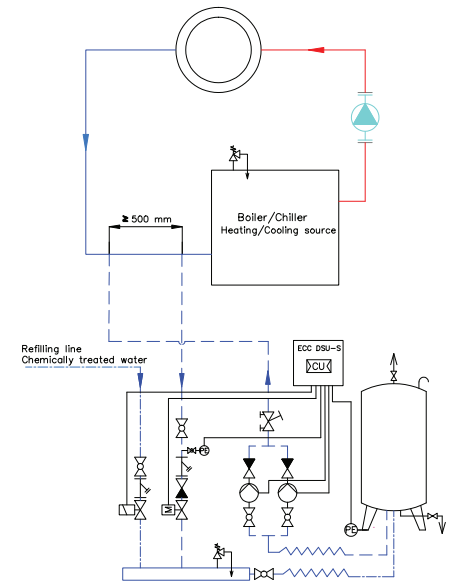 ≥ 500 mm
Boiler/Chiller
Heating/Cooling source
Refilling line
Chemically treated water
ECC DSU-S
CU
PE
M
PE